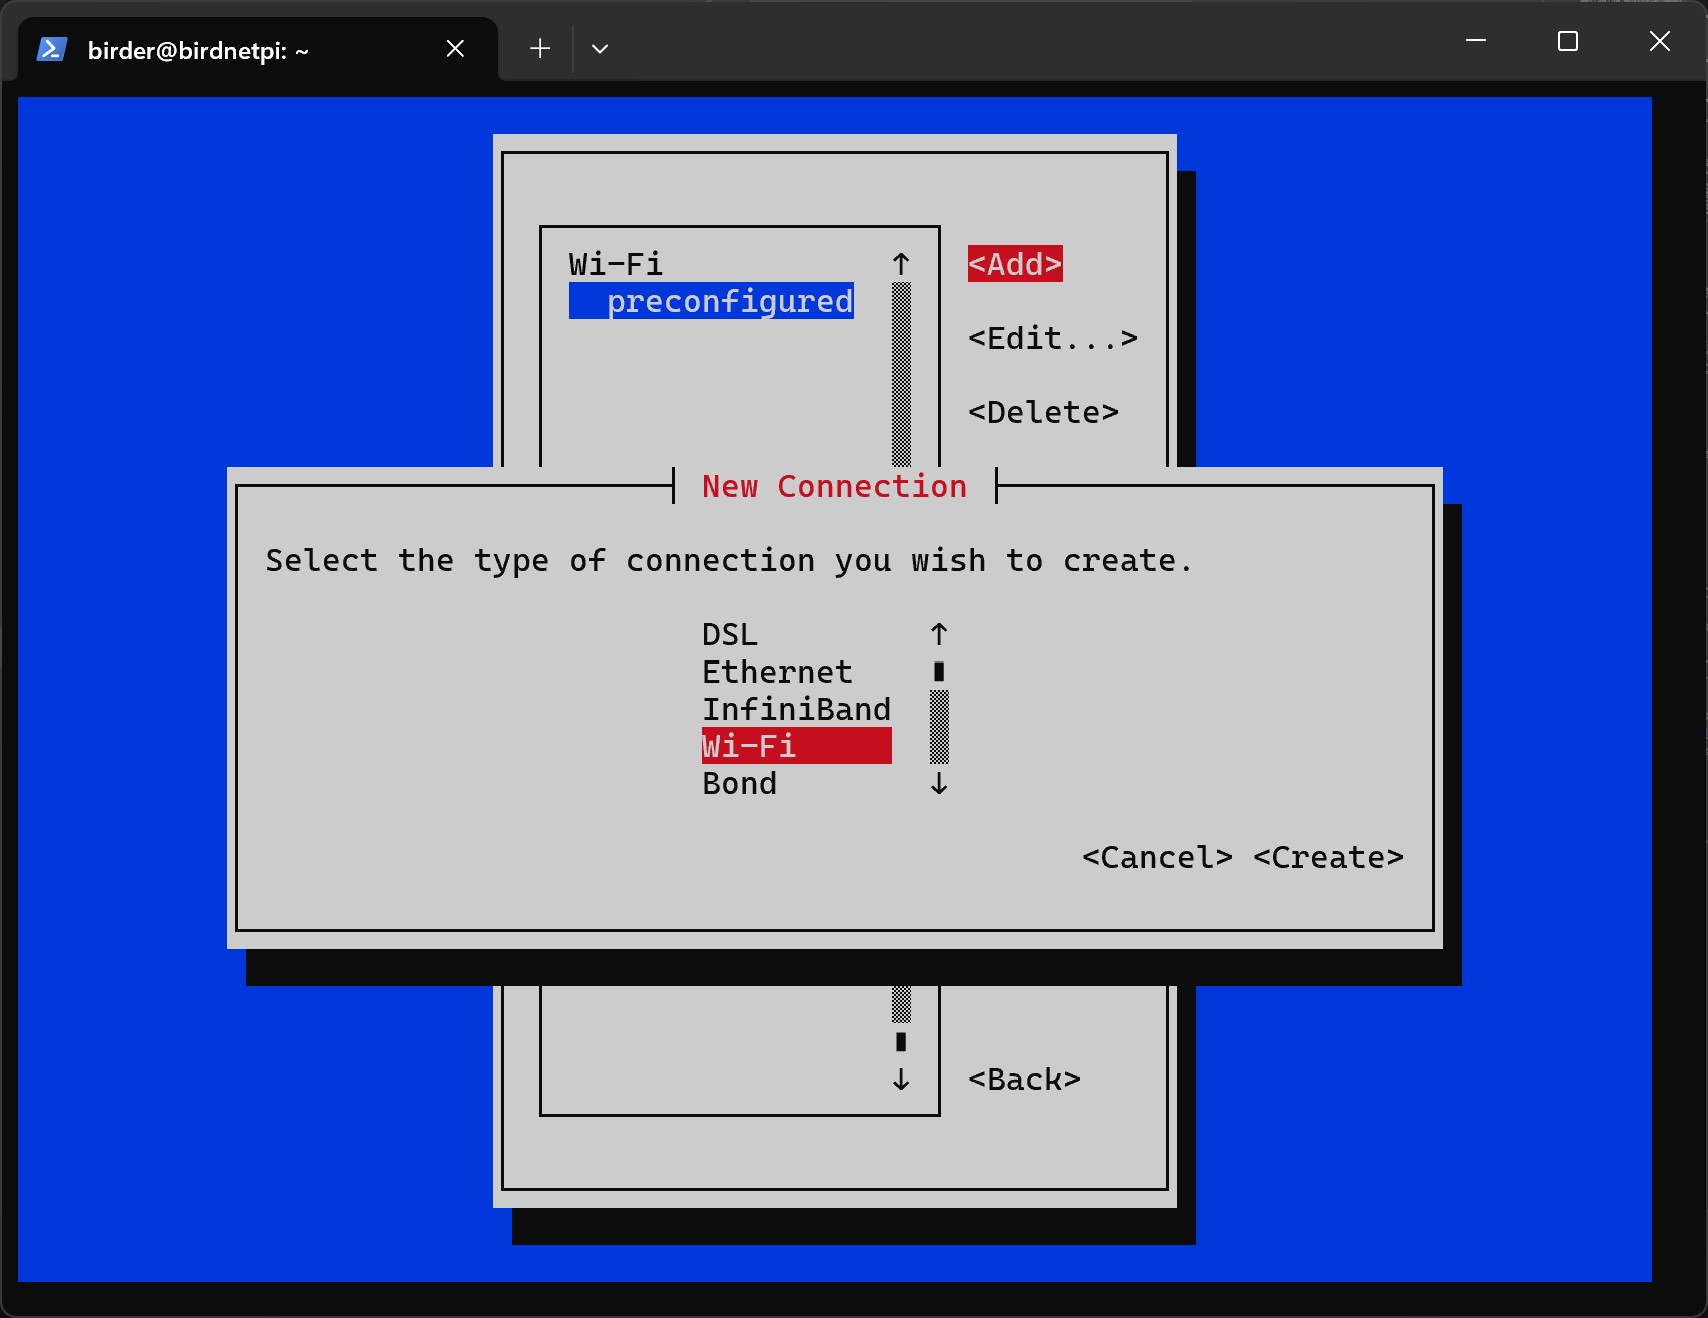 birder@birdnetpi: ~
Wi-Fi ↑ <Add>
preconfigured
<Edit...>
<Delete>
New Connection
Select the type of connection you wish to create.
DSL ↑
Ethernet
InfiniBand
Wi-Fi
Bond ↓
<Cancel> <Create>
↓ <Back>